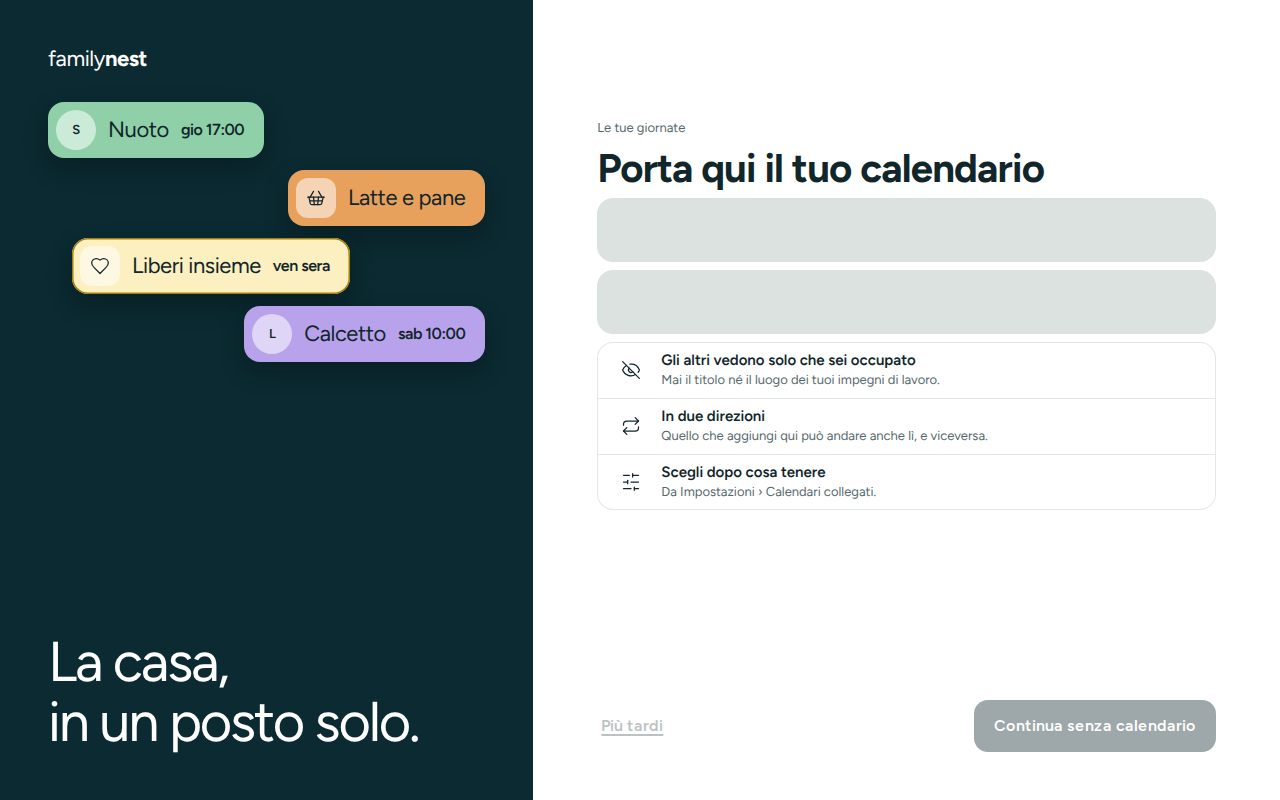 familynest
S Nuoto gio 17:00
Latte e pane
Liberi insieme ven sera
L Calcetto sab 10:00
La casa,
in un posto solo.
Le tue giornate
Porta qui il tuo calendario
Gli altri vedono solo che sei occupato
Mai il titolo né il luogo dei tuoi impegni di lavoro.
In due direzioni
Quello che aggiungi qui può andare anche lì, e viceversa.
Scegli dopo cosa tenere
Da Impostazioni › Calendari collegati.
Più tardi
Continua senza calendario